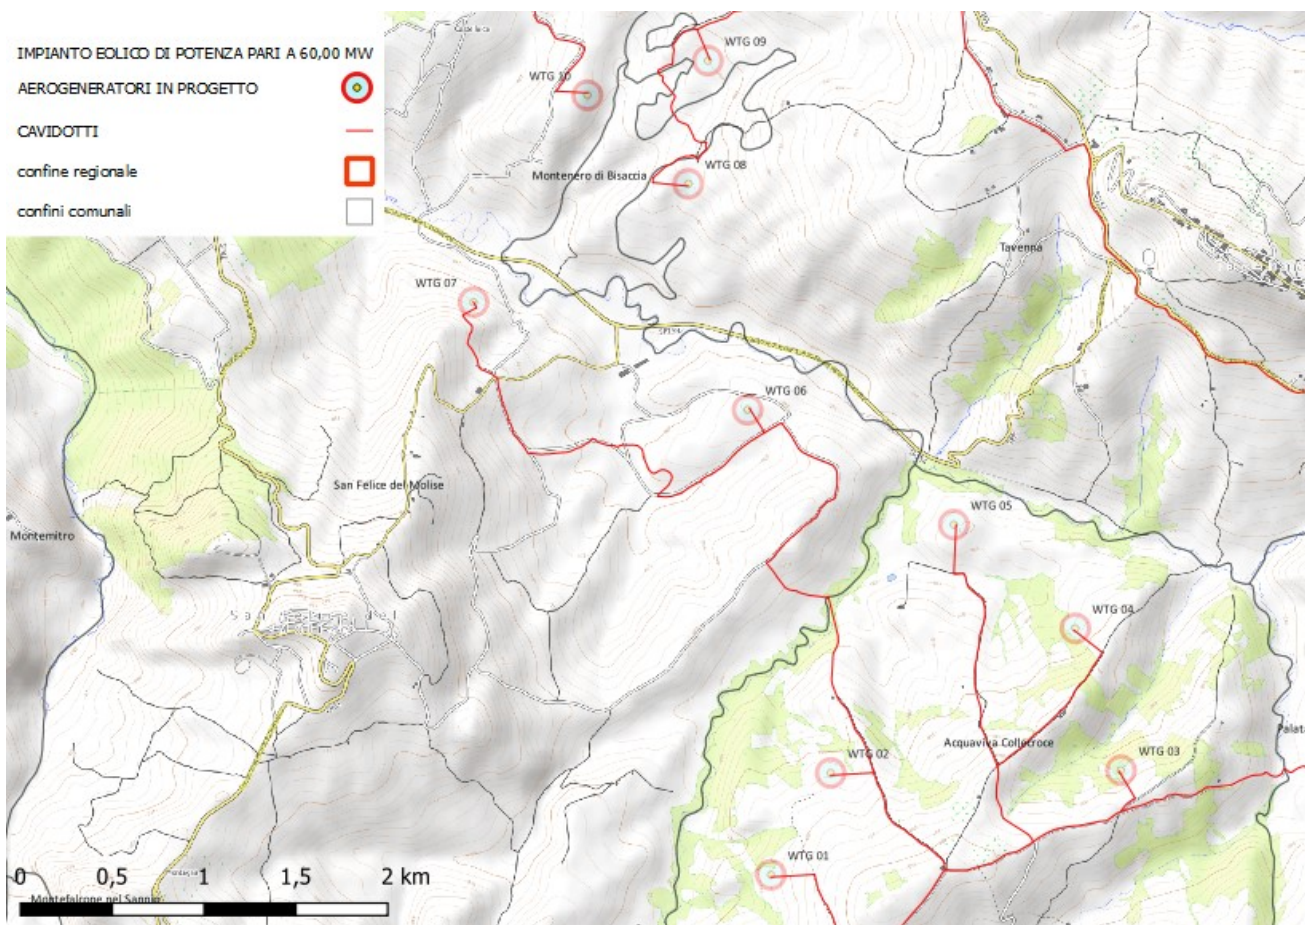 IMPIANTO EOLICO DI POTENZA PARI A 60,00 MW
AEROGENERATORI IN PROGETTO
CAVIDOTTI
confine regionale
confini comunali
WTG 09
WTG 10
WTG 08
Montenero di Bisaccia
Tavenna
WTG 07
WTG 06
San Felice del Molise
Montemitro
WTG 05
WTG 04
Acquaviva Collecroce
WTG 02
WTG 03
Palata
WTG 01
0 0,5 1 1,5 2 km
Montefalcone nel Sannio